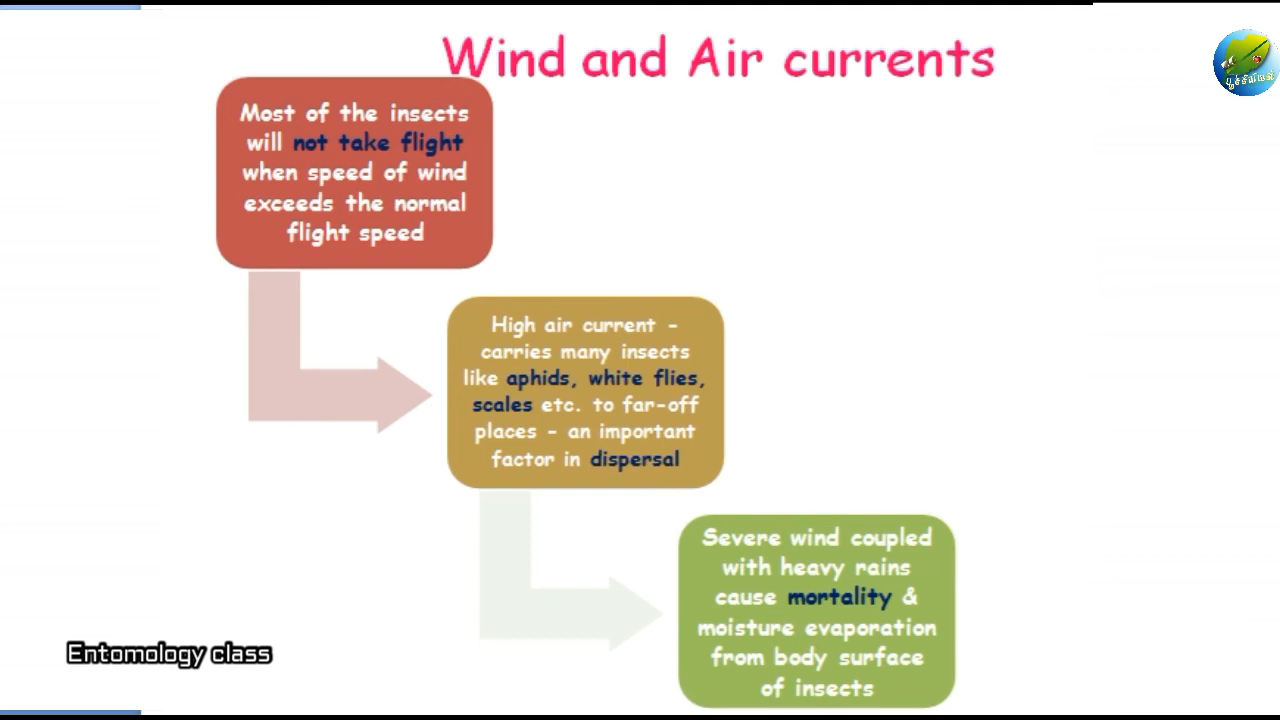 Wind and Air currents
பூச்சியியல்
Most of the insects
will not take flight
when speed of wind
exceeds the normal
flight speed
High air current -
carries many insects
like aphids, white flies,
scales etc. to far-off
places - an important
factor in dispersal
Severe wind coupled
with heavy rains
cause mortality &
moisture evaporation
from body surface
of insects
Entomology class